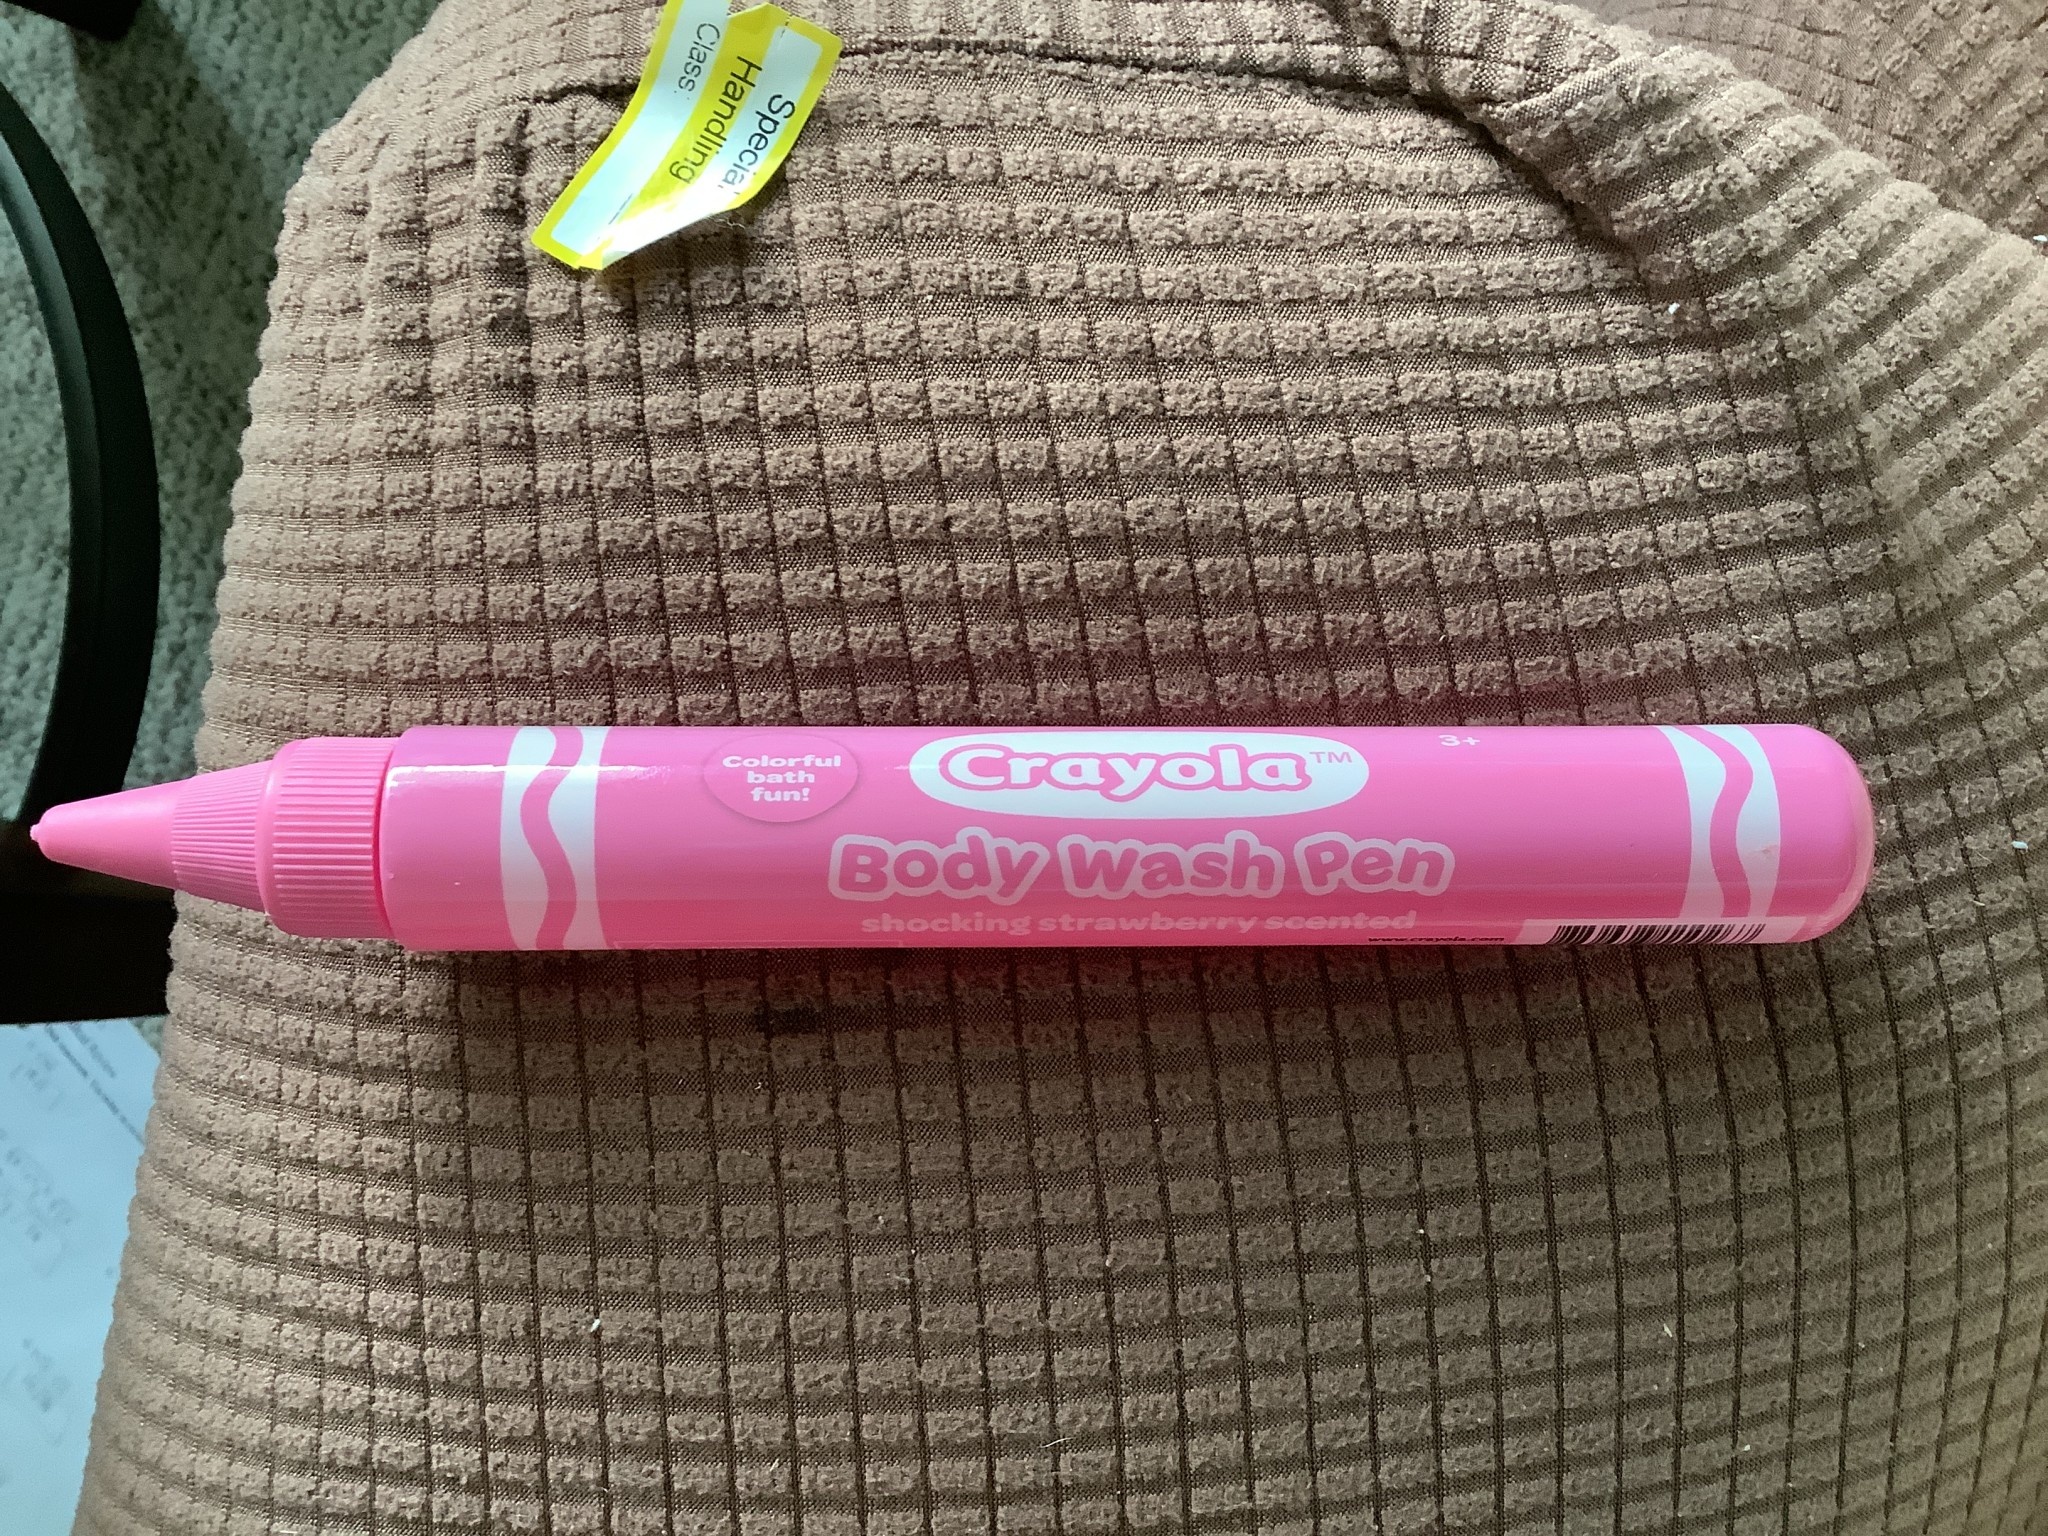 Special
Handling
Class:
Colorful
bath
fun!
Crayola™
3+
Body Wash Pen
shocking strawberry scented
www.crayola.com